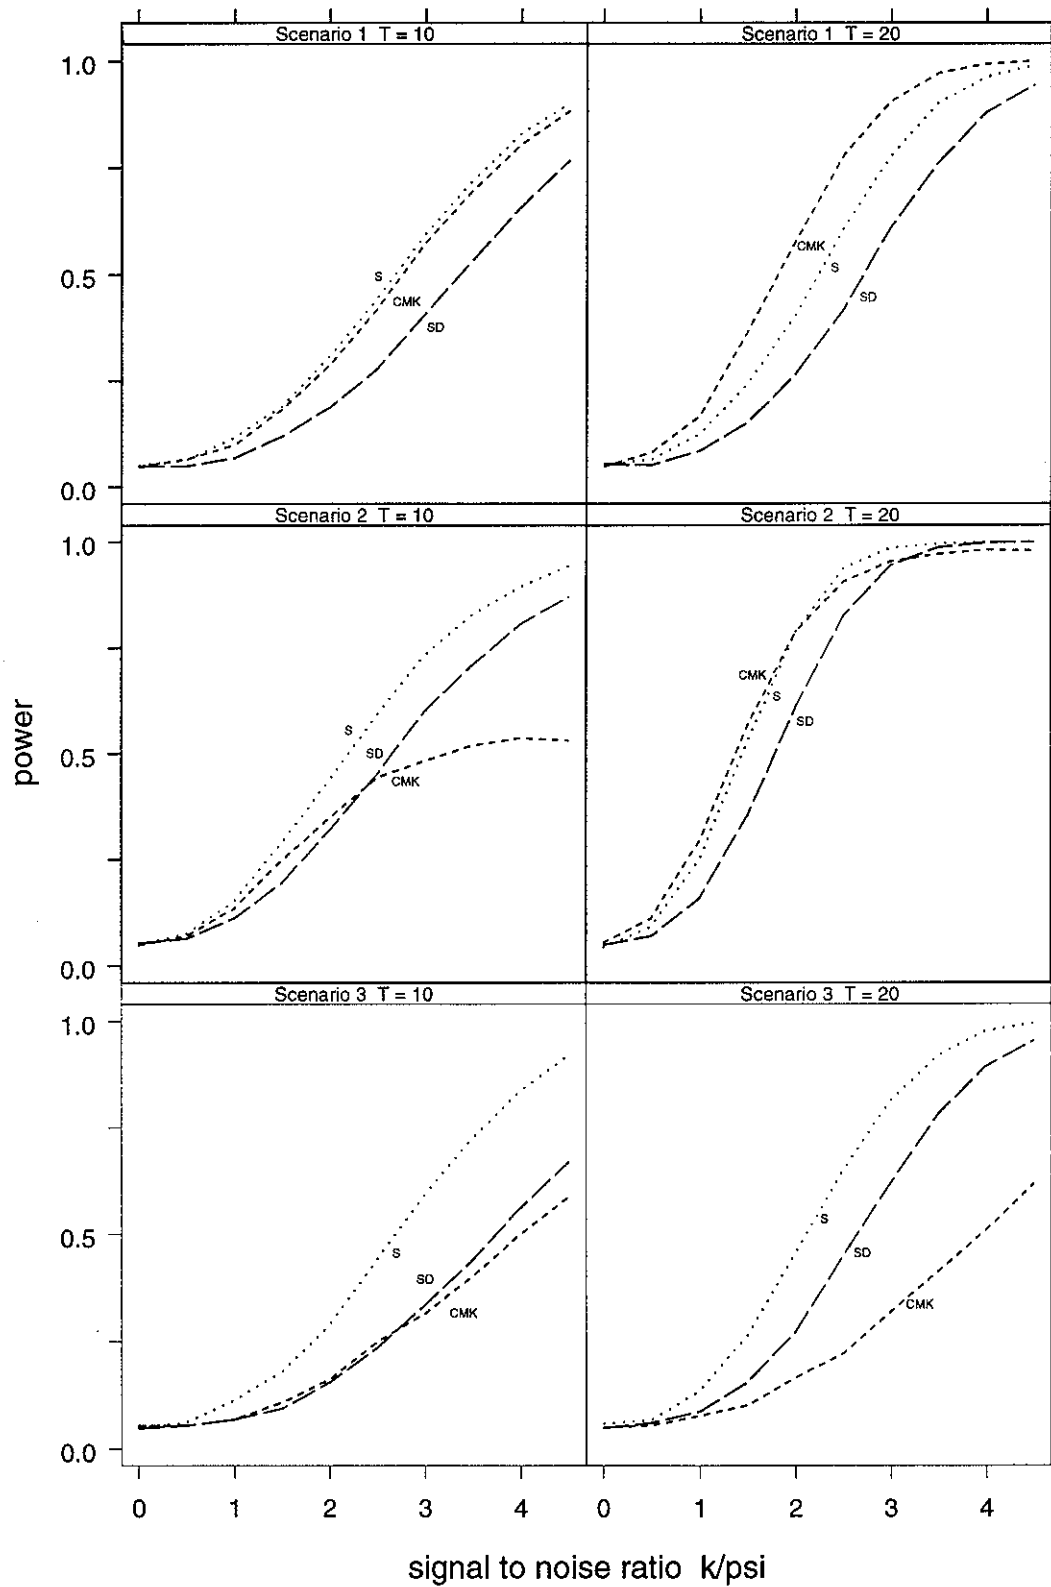 Scenario 1 T = 10
Scenario 1 T = 20
1.0
0.5
0.0
S
CMK
SD
CMK
S
SD
Scenario 2 T = 10
Scenario 2 T = 20
1.0
0.5
0.0
S
SD
CMK
CMK
S
SD
Scenario 3 T = 10
Scenario 3 T = 20
1.0
0.5
0.0
S
SD
CMK
S
SD
CMK
power
0 1 2 3 4
0 1 2 3 4
signal to noise ratio k/psi